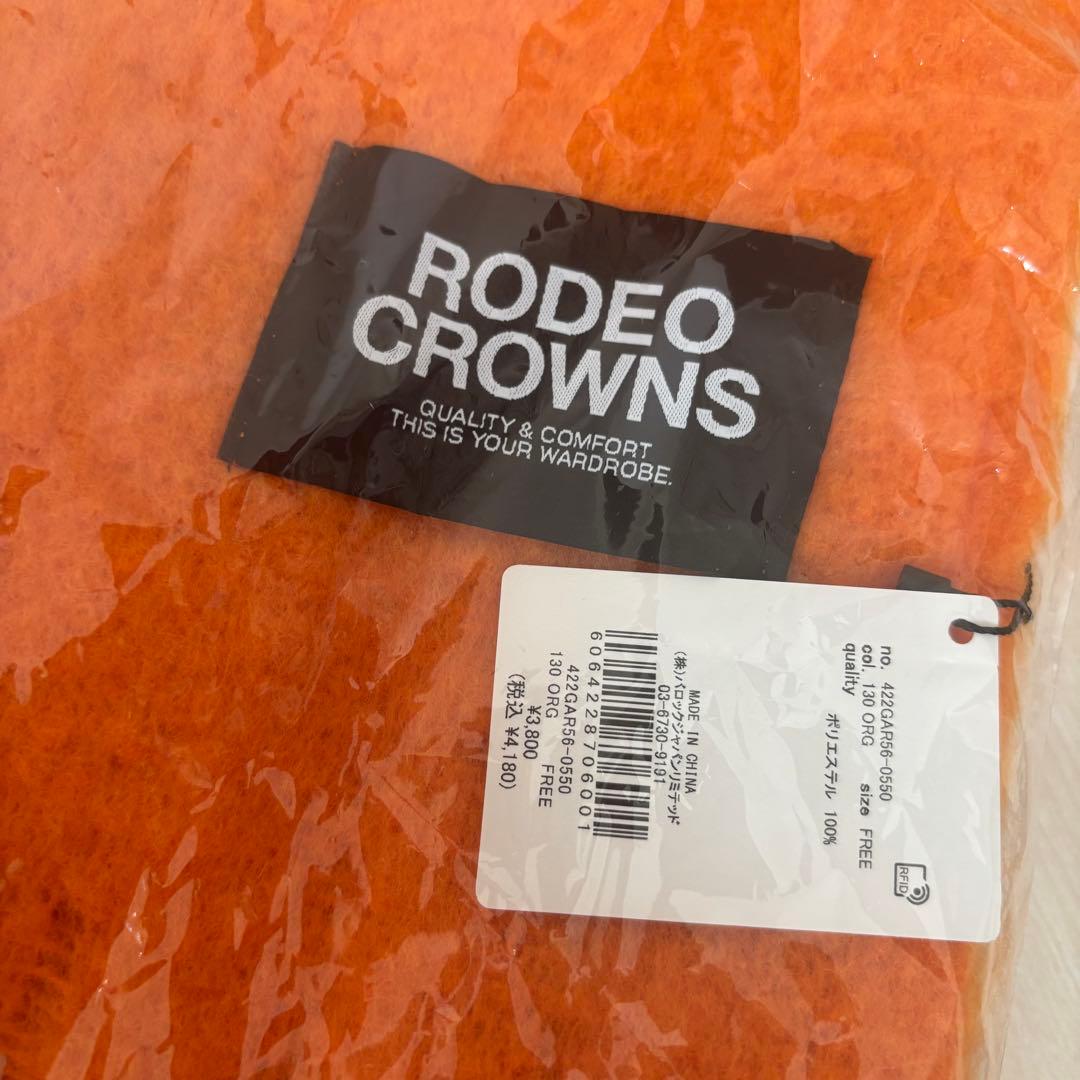 RODEO
CROWNS
QUALITY & COMFORT
THIS IS YOUR WARDROBE.
no. 422GAR56-0550
col. 130 ORG size FREE
quality
ポリエステル 100%
RFID
MADE IN CHINA
(株)バロックジャパンリミテッド
03-6730-9191
6064228706001
422GAR56-0550
130 ORG FREE
¥3,800
(税込 ¥4,180)